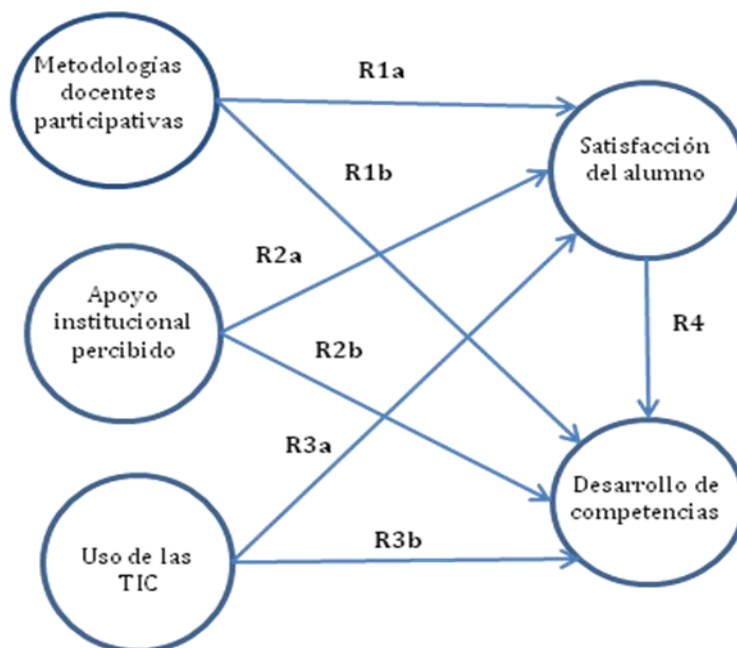 Metodologías
docentes
participativas
R1a
Satisfacción
del alumno
R1b
R2a
Apoyo
institucional
percibido
R2b
R4
R3a
Desarrollo de
competencias
R3b
Uso de las
TIC